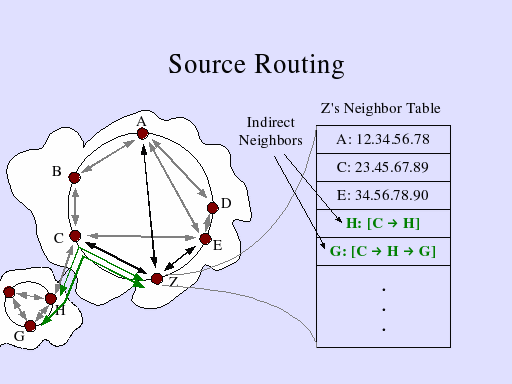 Source Routing
Z's Neighbor Table
Indirect
Neighbors
A: 12.34.56.78
C: 23.45.67.89
E: 34.56.78.90
H: [C → H]
G: [C → H → G]
.
.
.
A
B
C
D
E
Z
H
G